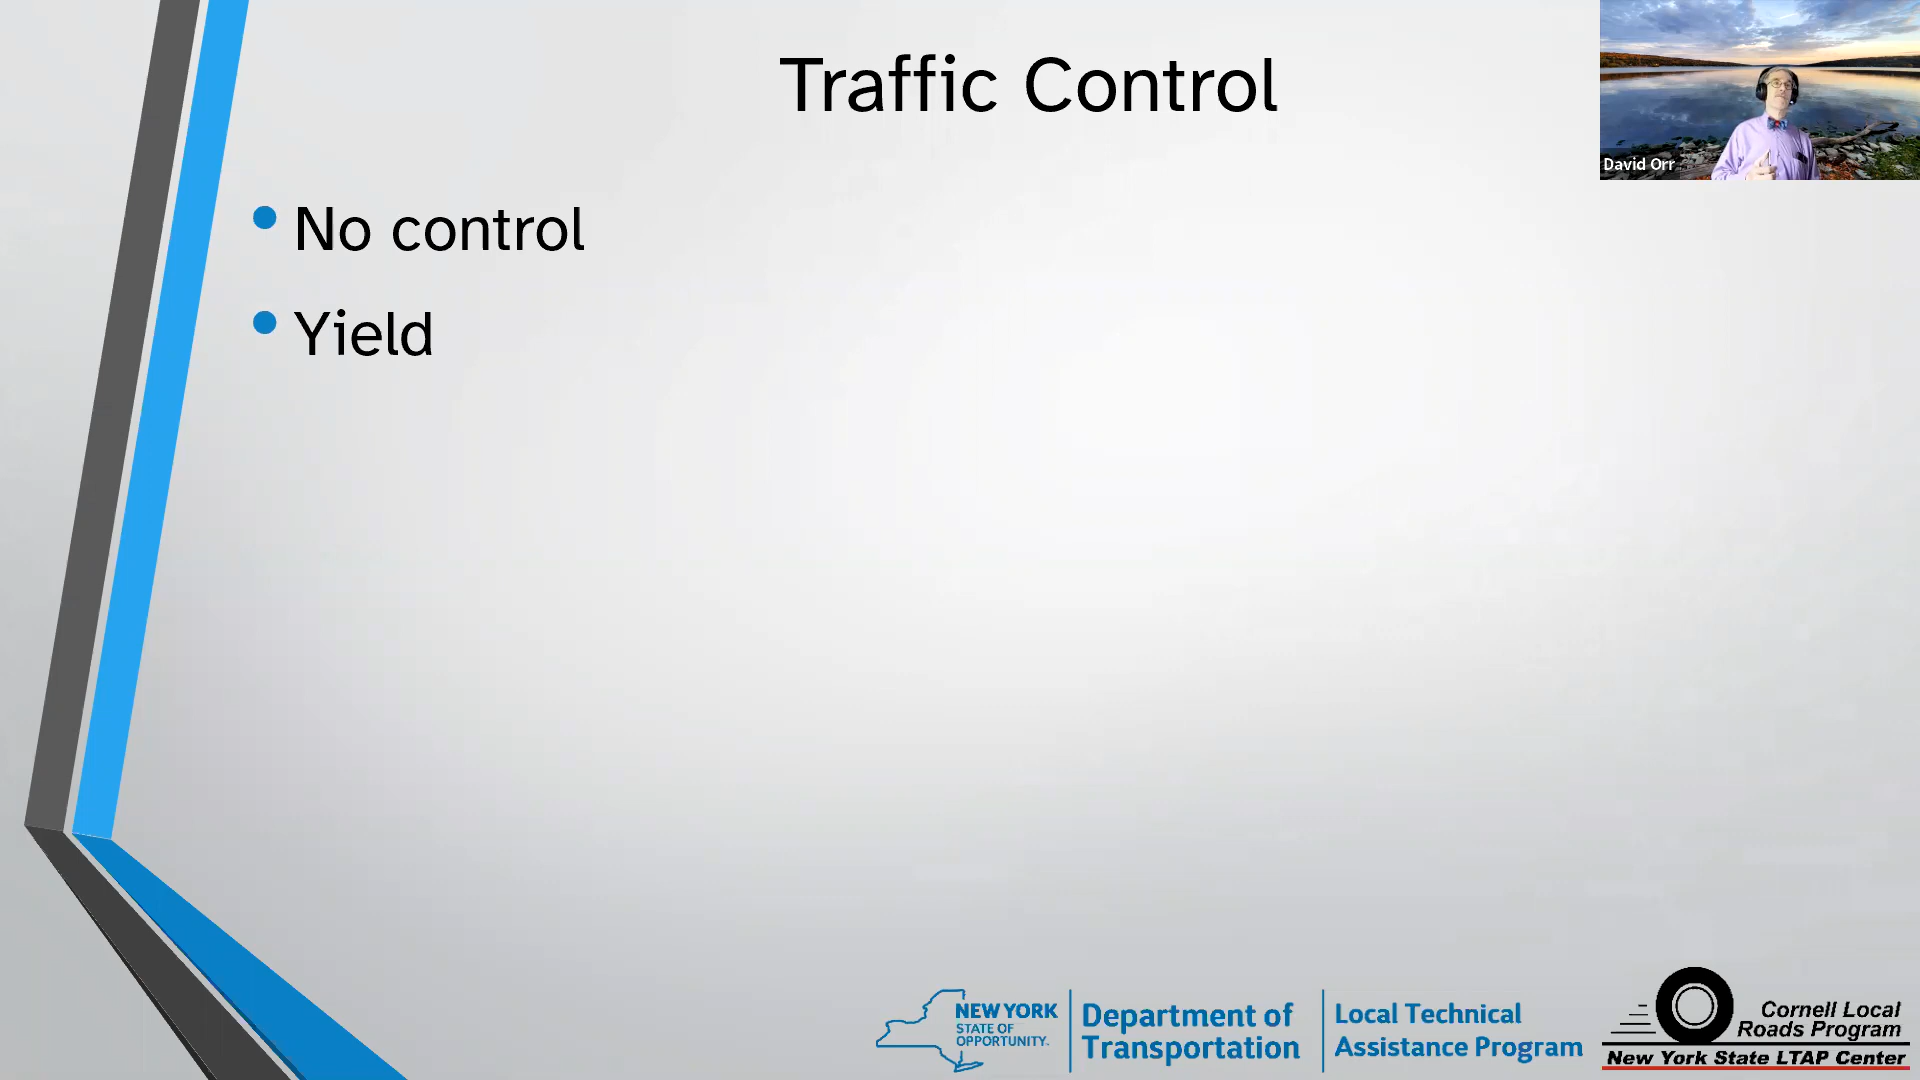 Traffic Control
David Orr
No control
Yield
NEW YORK
STATE OF
OPPORTUNITY™
Department of
Transportation
Local Technical
Assistance Program
Cornell Local
Roads Program
New York State LTAP Center